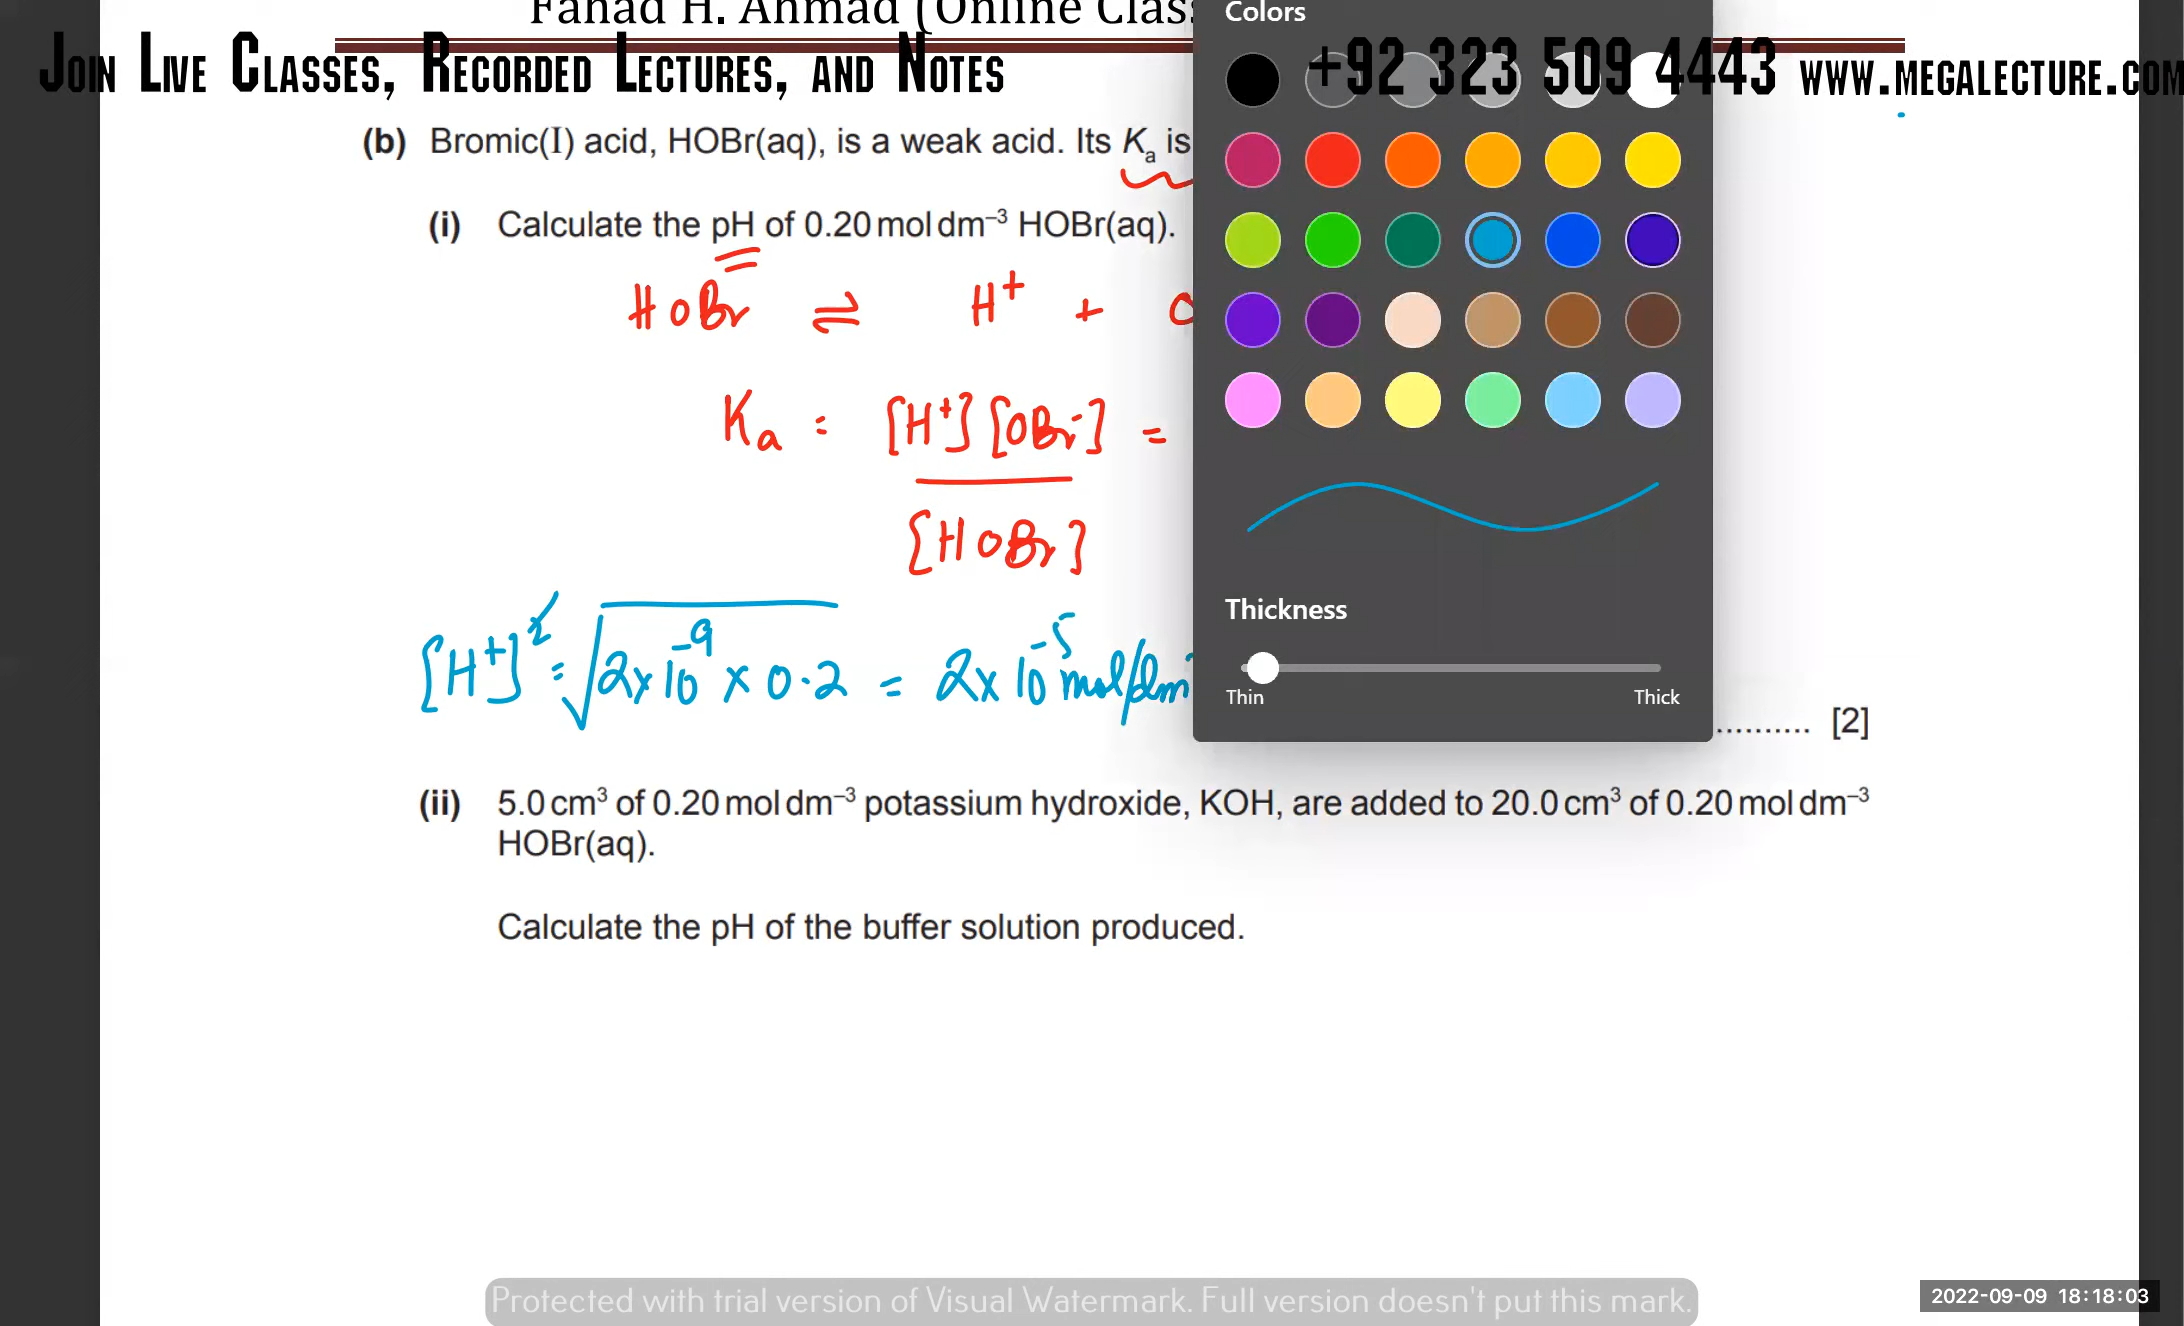 Fahad H. Ahmad (Online Clas
Colors
Join Live Classes, Recorded Lectures, and Notes
+92 323 509 4443 www.megalecture.com
(b) Bromic(I) acid, HOBr(aq), is a weak acid. Its Kₐ is
(i) Calculate the pH of 0.20 mol dm⁻³ HOBr(aq).
HOBr ⇌ H⁺ + O
Kₐ = [H⁺][OBr⁻] =
[HOBr]
[H⁺]² = √2×10⁻⁹ × 0.2 = 2×10⁻⁵ mol/dm
Thickness
Thin Thick
.......... [2]
(ii) 5.0 cm³ of 0.20 mol dm⁻³ potassium hydroxide, KOH, are added to 20.0 cm³ of 0.20 mol dm⁻³
HOBr(aq).
Calculate the pH of the buffer solution produced.
Protected with trial version of Visual Watermark. Full version doesn't put this mark.
2022-09-09 18:18:03